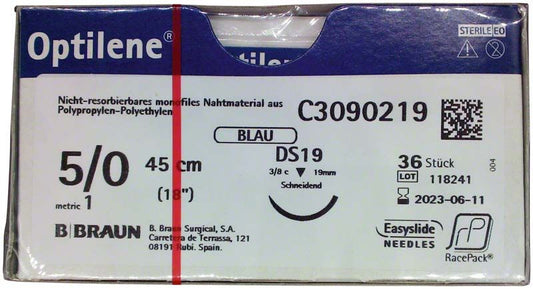 Optilene®
Optilene
STERILE EO
Nicht-resorbierbares monofiles Nahtmaterial aus
Polypropylen-Polyethylen
C3090219
BLAU
5/0 45 cm
(18")
metric 1
DS19
3/8 c ▼ 19mm
Schneidend
36 Stück
LOT 118241
2023-06-11
004
B|BRAUN
B. Braun Surgical, S.A.
Carretera de Terrassa, 121
08191 Rubí. Spain.
Easyslide
NEEDLES
RacePack®